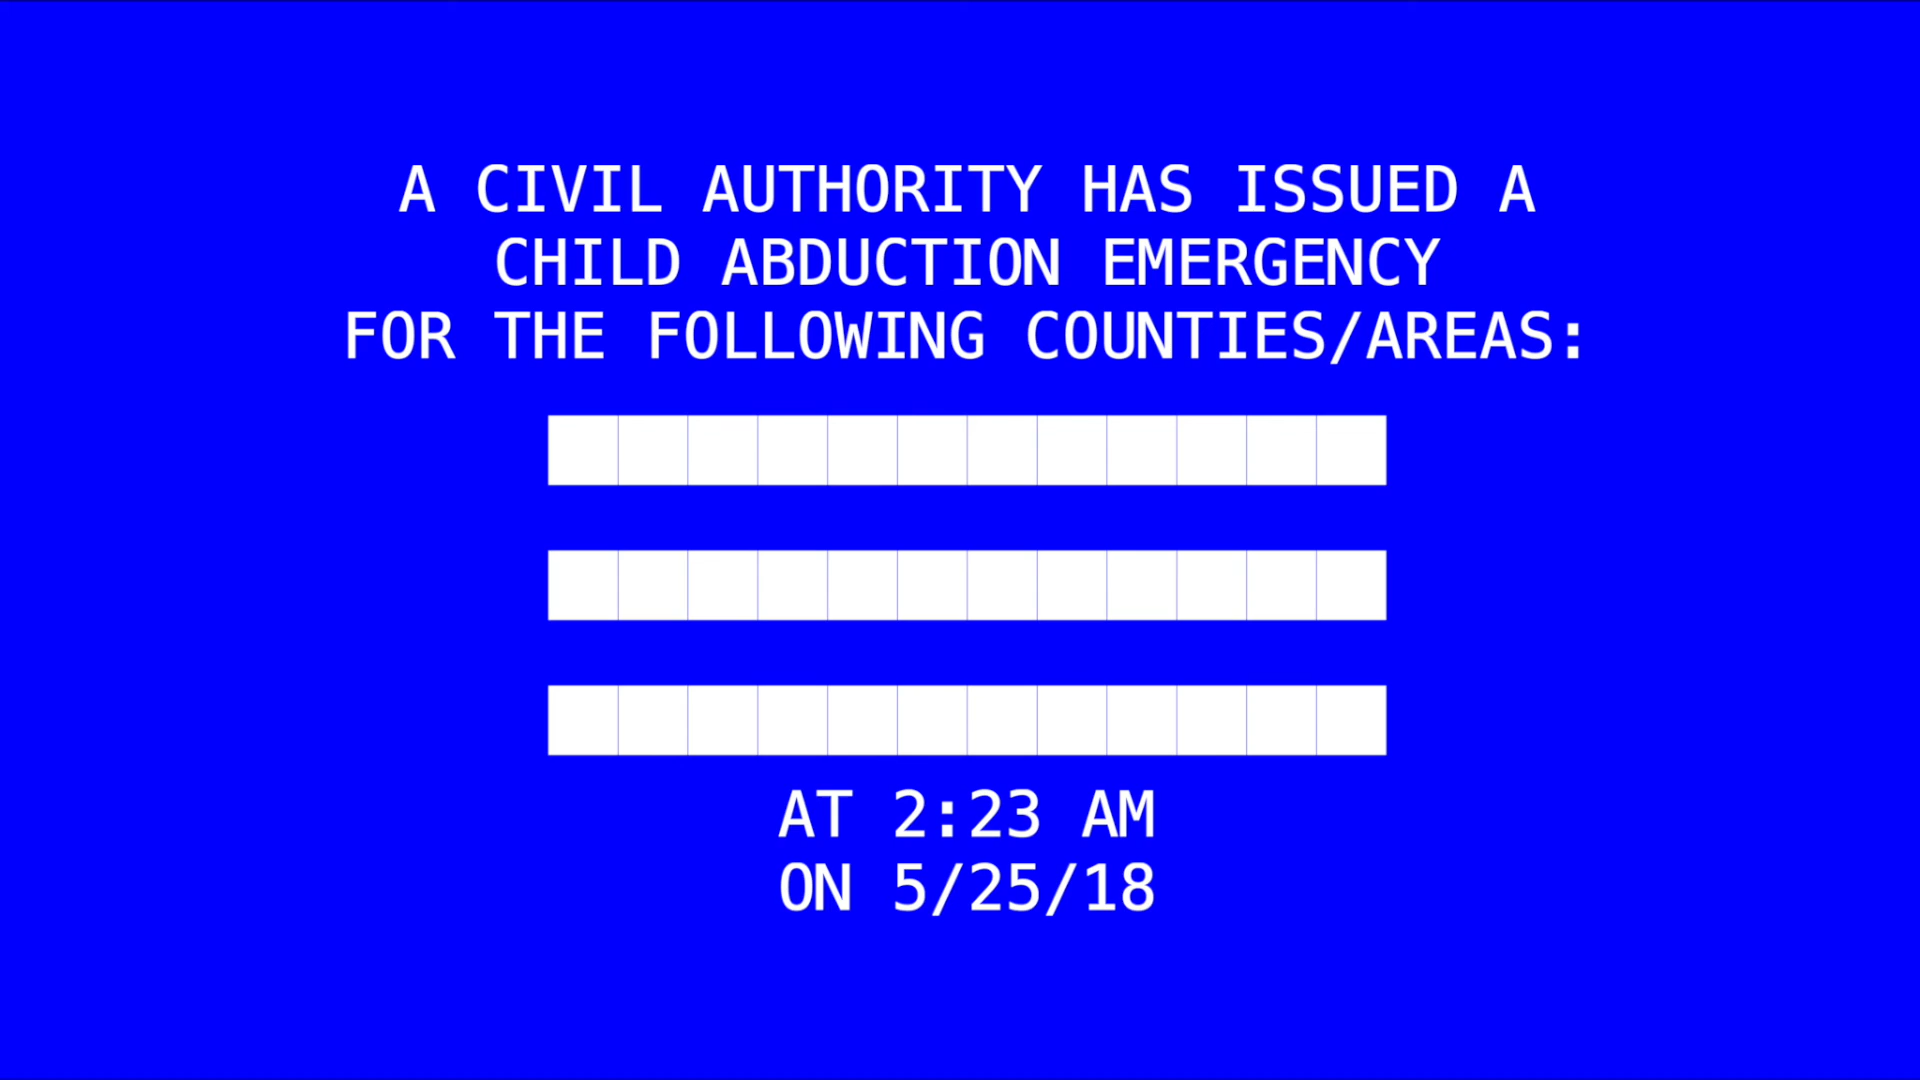 A CIVIL AUTHORITY HAS ISSUED A
CHILD ABDUCTION EMERGENCY
FOR THE FOLLOWING COUNTIES/AREAS:
AT 2:23 AM
ON 5/25/18